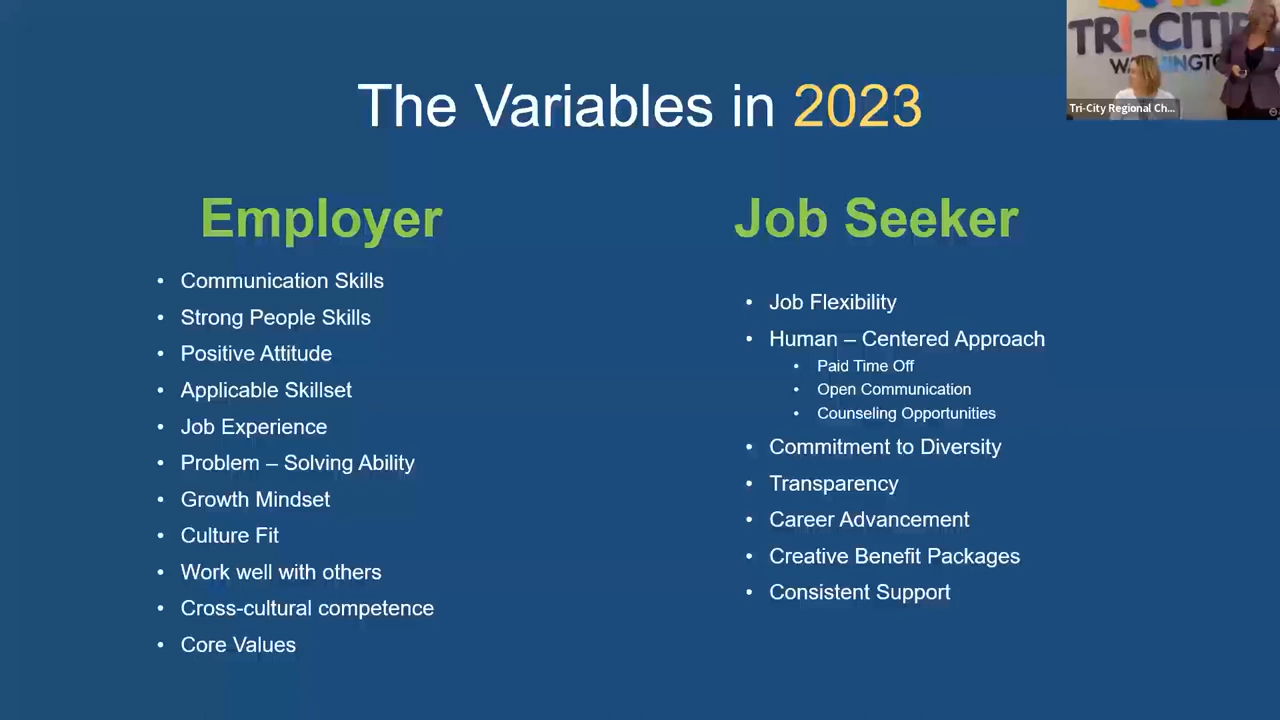 The Variables in 2023
Employer
• Communication Skills
• Strong People Skills
• Positive Attitude
• Applicable Skillset
• Job Experience
• Problem – Solving Ability
• Growth Mindset
• Culture Fit
• Work well with others
• Cross-cultural competence
• Core Values
Job Seeker
• Job Flexibility
• Human – Centered Approach
• Paid Time Off
• Open Communication
• Counseling Opportunities
• Commitment to Diversity
• Transparency
• Career Advancement
• Creative Benefit Packages
• Consistent Support
TRI-CITI
Tri-City Regional Ch...